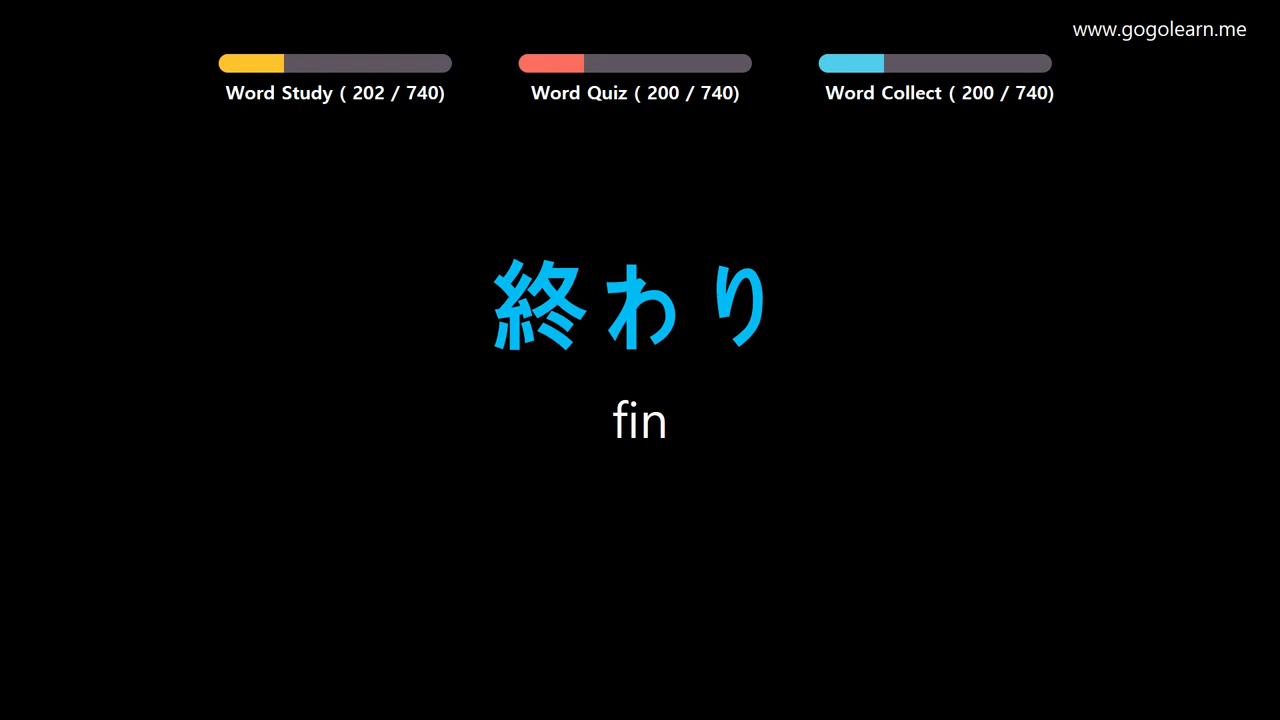 www.gogolearn.me
Word Study ( 202 / 740)
Word Quiz ( 200 / 740)
Word Collect ( 200 / 740)
終わり
fin